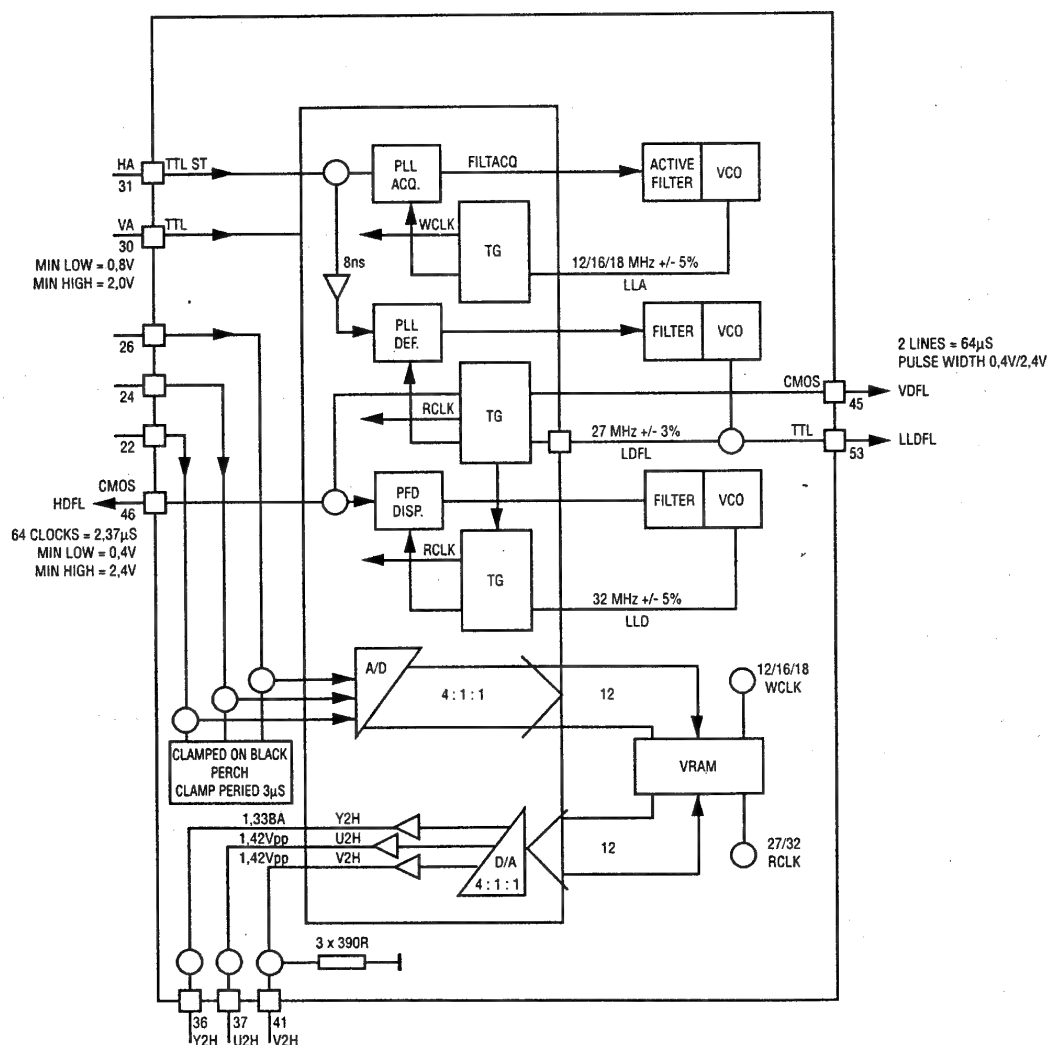 HA
TTL ST
31
PLL
ACQ.
FILTACQ
ACTIVE
FILTER
VCO
VA
TTL
30
MIN LOW = 0,8V
MIN HIGH = 2,0V
WCLK
TG
8ns
12/16/18 MHz +/- 5%
LLA
26
PLL
DEF.
FILTER
VCO
2 LINES = 64µS
PULSE WIDTH 0,4V/2,4V
24
CMOS
45
VDFL
RCLK
TG
22
27 MHz +/- 3%
LDFL
TTL
53
LLDFL
CMOS
HDFL
46
64 CLOCKS = 2,37µS
MIN LOW = 0,4V
MIN HIGH = 2,4V
PFD
DISP.
FILTER
VCO
RCLK
TG
32 MHz +/- 5%
LLD
A/D
4 : 1 : 1
12
12/16/18
WCLK
CLAMPED ON BLACK
PERCH
CLAMP PERIED 3µS
VRAM
1,33BA
Y2H
1,42Vpp
U2H
1,42Vpp
V2H
D/A
4 : 1 : 1
12
27/32
RCLK
3 x 390R
36
37
41
Y2H
U2H
V2H